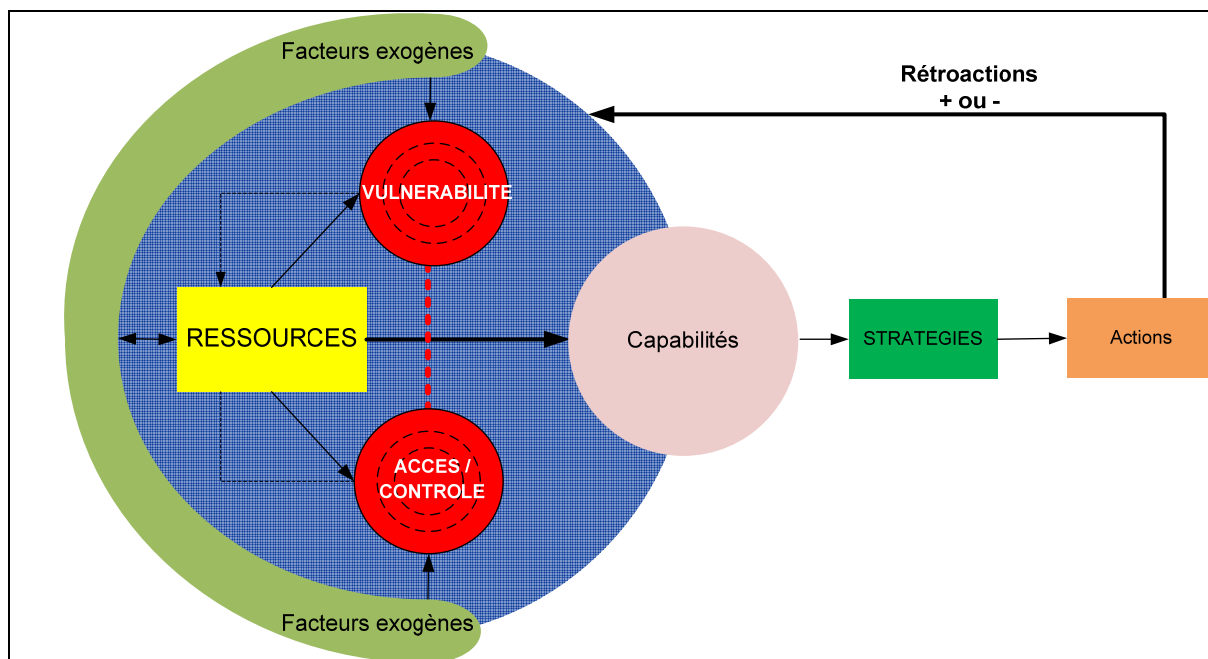 Facteurs exogènes
Rétroactions
+ ou -
VULNERABILITE
RESSOURCES
Capabilités
STRATEGIES
Actions
ACCES /
CONTROLE
Facteurs exogènes